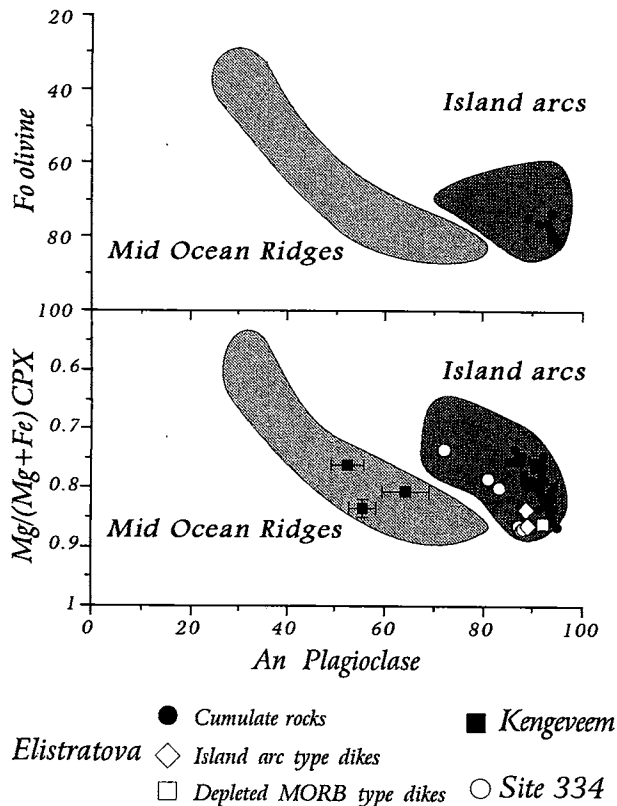 20
40
60
80
100
Fo olivine
Island arcs
Mid Ocean Ridges
0.6
0.7
0.8
0.9
1
Mg/(Mg+Fe) CPX
Island arcs
Mid Ocean Ridges
0 20 40 60 80 100
An Plagioclase
Elistratova
Cumulate rocks
Island arc type dikes
Depleted MORB type dikes
Kengeveem
Site 334